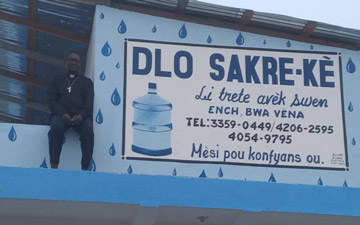 DLO SAKRE-KÈ
Li trete avèk swen
ENCH, BWA VENA
TEL:3359-0449/4206-2595
4054-9795
Mèsi pou konfyans ou.